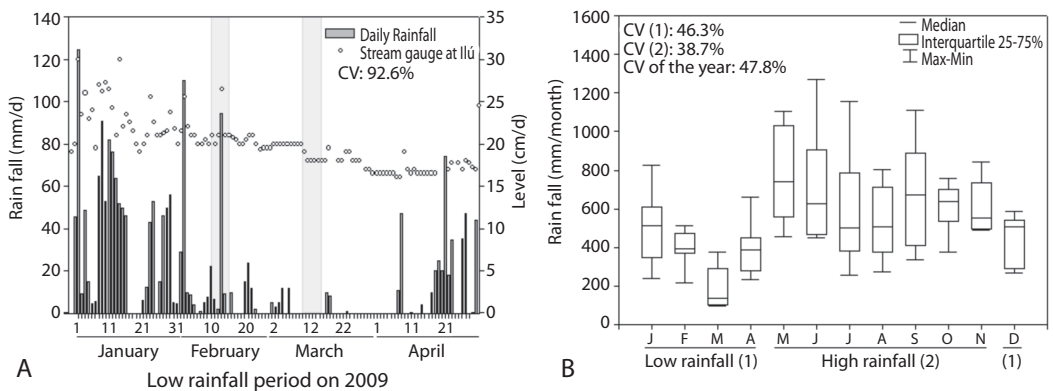 140
120
100
80
60
40
20
0
Rain fall (mm/d)
35
30
25
20
15
10
5
0
Level (cm/d)
Daily Rainfall
Stream gauge at Ilú
CV: 92.6%
1 11 21 31 10 20 2 12 22 1 11 21
January February March April
Low rainfall period on 2009
A
1600
1400
1200
1000
800
600
400
200
0
Rain fall (mm/month)
CV (1): 46.3%
CV (2): 38.7%
CV of the year: 47.8%
Median
Interquartile 25-75%
Max-Min
J F M A M J J A S O N D
Low rainfall (1) High rainfall (2) (1)
B